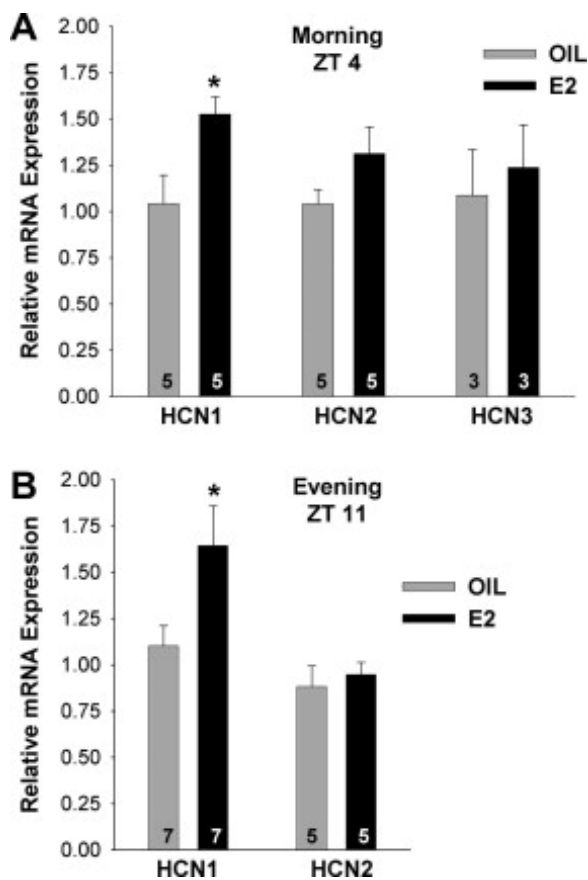 A
Morning
ZT 4
OIL
E2
Relative mRNA Expression
2.00
1.75
1.50
1.25
1.00
0.75
0.50
0.25
0.00
*
5
5
5
5
3
3
HCN1
HCN2
HCN3
B
Evening
ZT 11
OIL
E2
Relative mRNA Expression
2.00
1.75
1.50
1.25
1.00
0.75
0.50
0.25
0.00
*
7
7
5
5
HCN1
HCN2